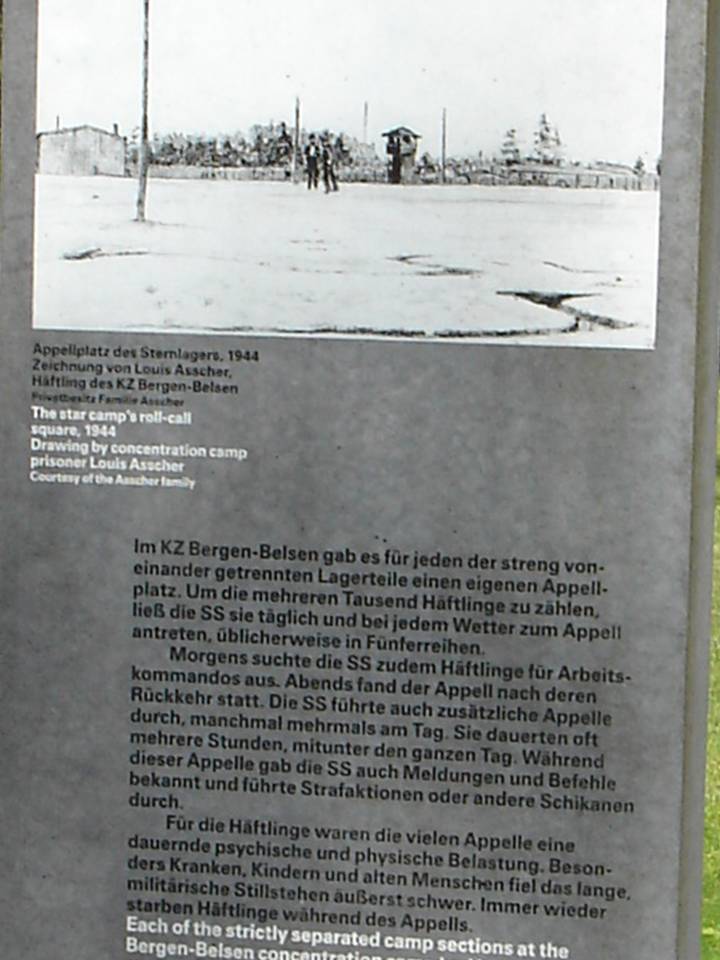 Appellplatz des Sternlagers, 1944
Zeichnung von Louis Asscher,
Häftling des KZ Bergen-Belsen
Privatbesitz Familie Asscher
The star camp's roll-call
square, 1944
Drawing by concentration camp
prisoner Louis Asscher
Courtesy of the Asscher family
Im KZ Bergen-Belsen gab es für jeden der streng von-
einander getrennten Lagerteile einen eigenen Appell-
platz. Um die mehreren Tausend Häftlinge zu zählen,
ließ die SS sie täglich und bei jedem Wetter zum Appell
antreten, üblicherweise in Fünferreihen.
Morgens suchte die SS zudem Häftlinge für Arbeits-
kommandos aus. Abends fand der Appell nach deren
Rückkehr statt. Die SS führte auch zusätzliche Appelle
durch, manchmal mehrmals am Tag. Sie dauerten oft
mehrere Stunden, mitunter den ganzen Tag. Während
dieser Appelle gab die SS auch Meldungen und Befehle
bekannt und führte Strafaktionen oder andere Schikanen
durch.
Für die Häftlinge waren die vielen Appelle eine
dauernde psychische und physische Belastung. Beson-
ders Kranken, Kindern und alten Menschen fiel das lange,
militärische Stillstehen äußerst schwer. Immer wieder
starben Häftlinge während des Appells.
Each of the strictly separated camp sections at the
Bergen-Belsen concentration